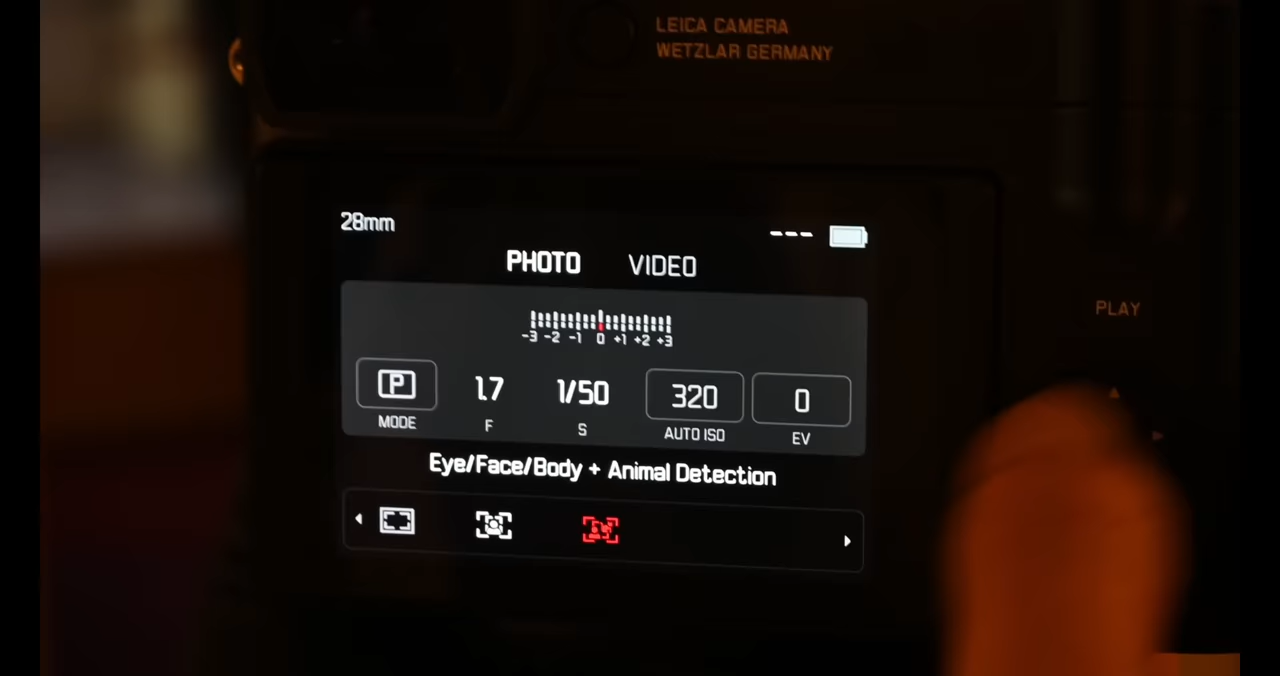 LEICA CAMERA
WETZLAR GERMANY
28mm
---
PHOTO VIDEO
-3 -2 -1 0 +1 +2 +3
P 1.7 1/50 320 0
MODE F S AUTO ISO EV
Eye/Face/Body + Animal Detection
PLAY